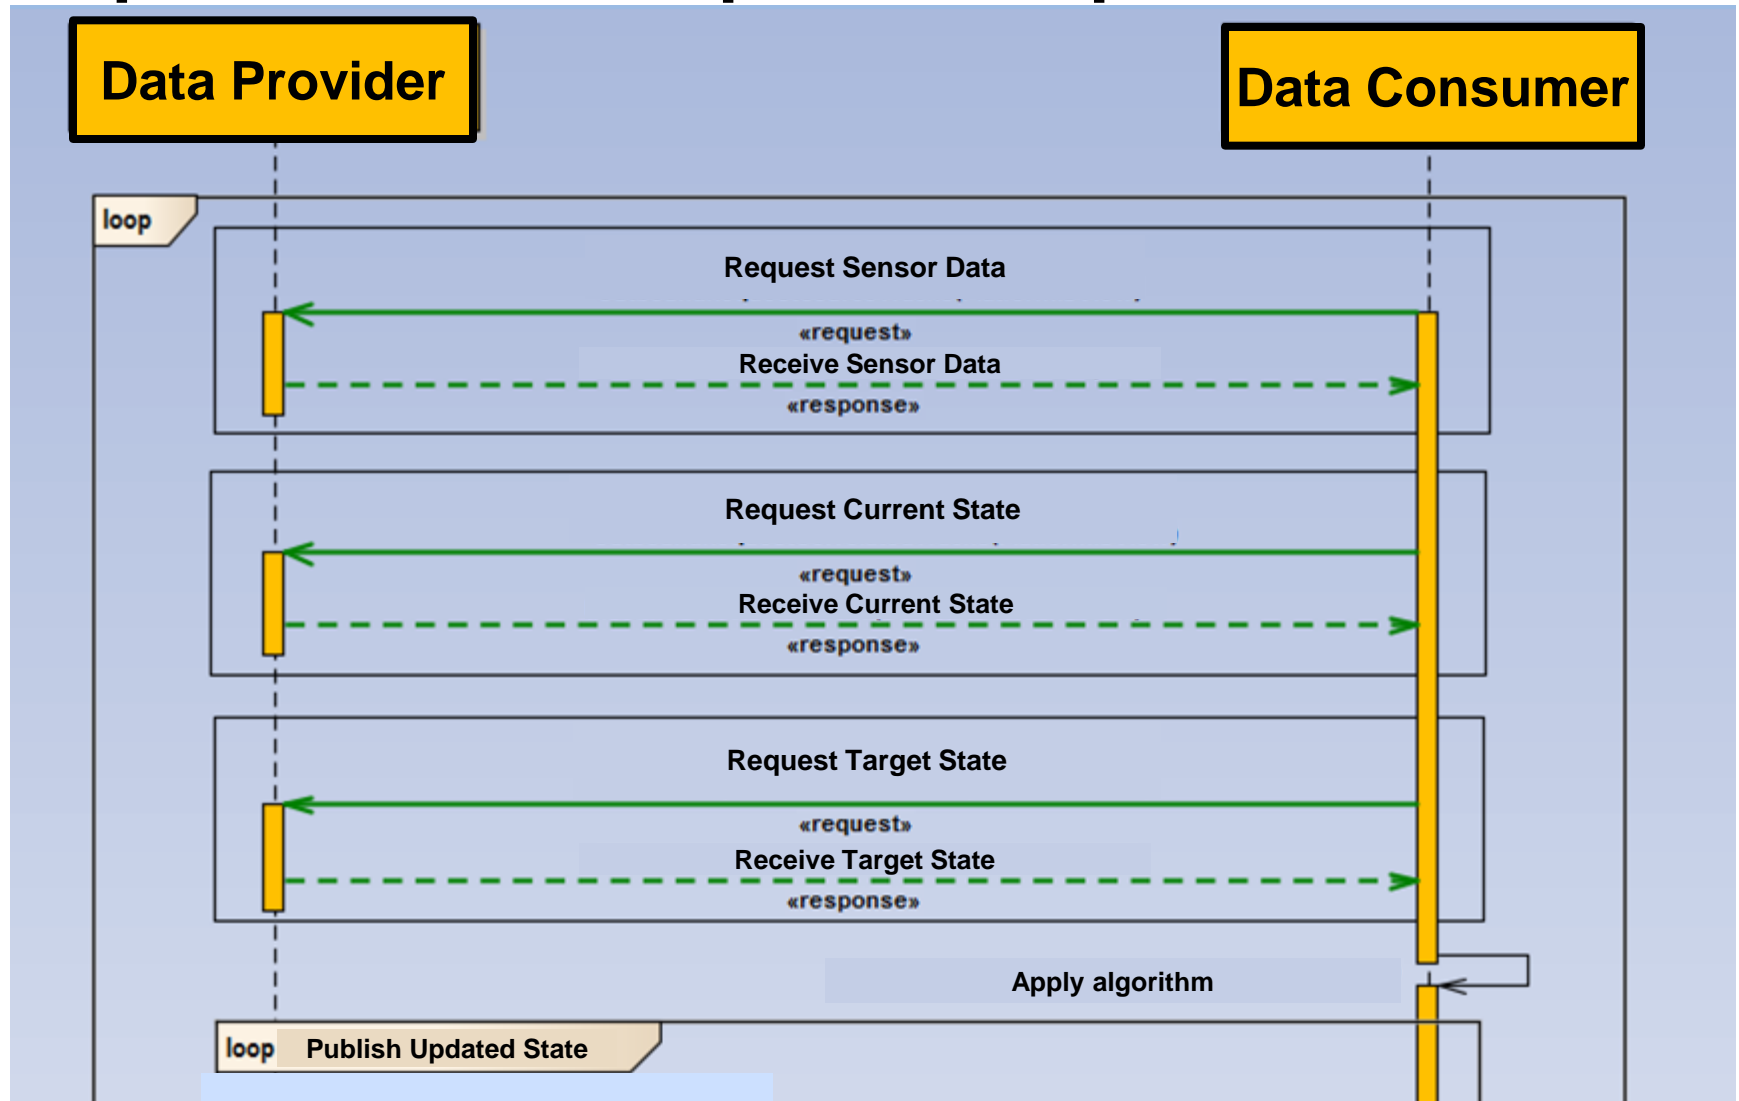 Data Provider
Data Consumer
loop
Request Sensor Data
«request»
Receive Sensor Data
«response»
Request Current State
«request»
Receive Current State
«response»
Request Target State
«request»
Receive Target State
«response»
Apply algorithm
loop Publish Updated State